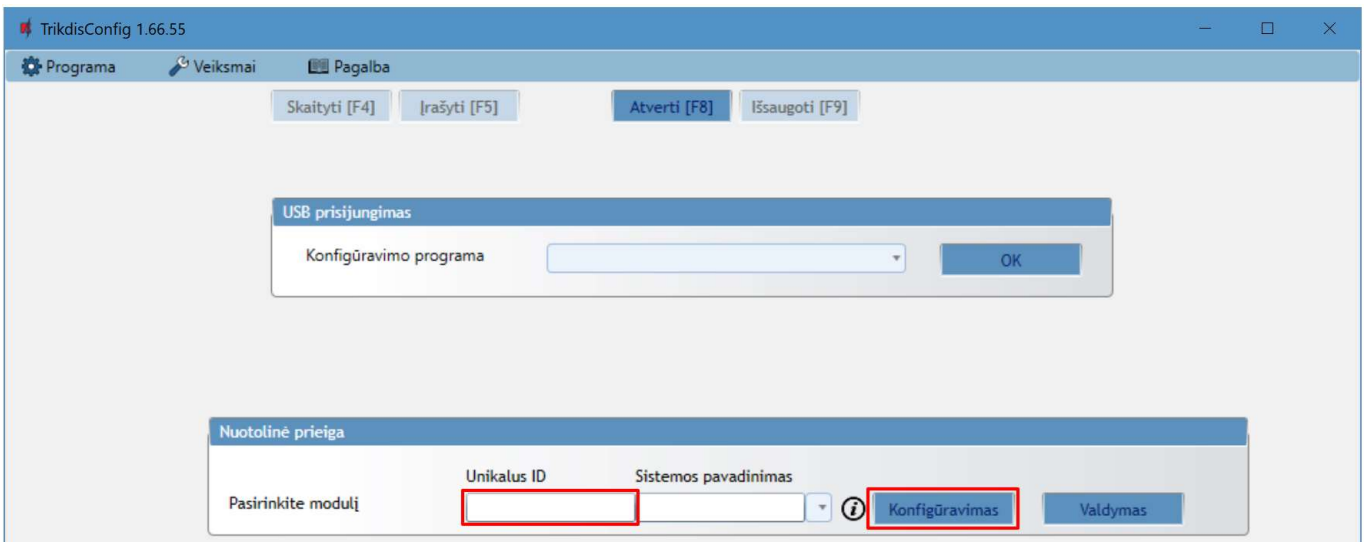 TrikdisConfig 1.66.55
Programa Veiksmai Pagalba
Skaityti [F4] Įrašyti [F5] Atverti [F8] Išsaugoti [F9]
USB prisijungimas
Konfigūravimo programa OK
Nuotolinė prieiga
Unikalus ID Sistemos pavadinimas
Pasirinkite modulį i Konfigūravimas Valdymas